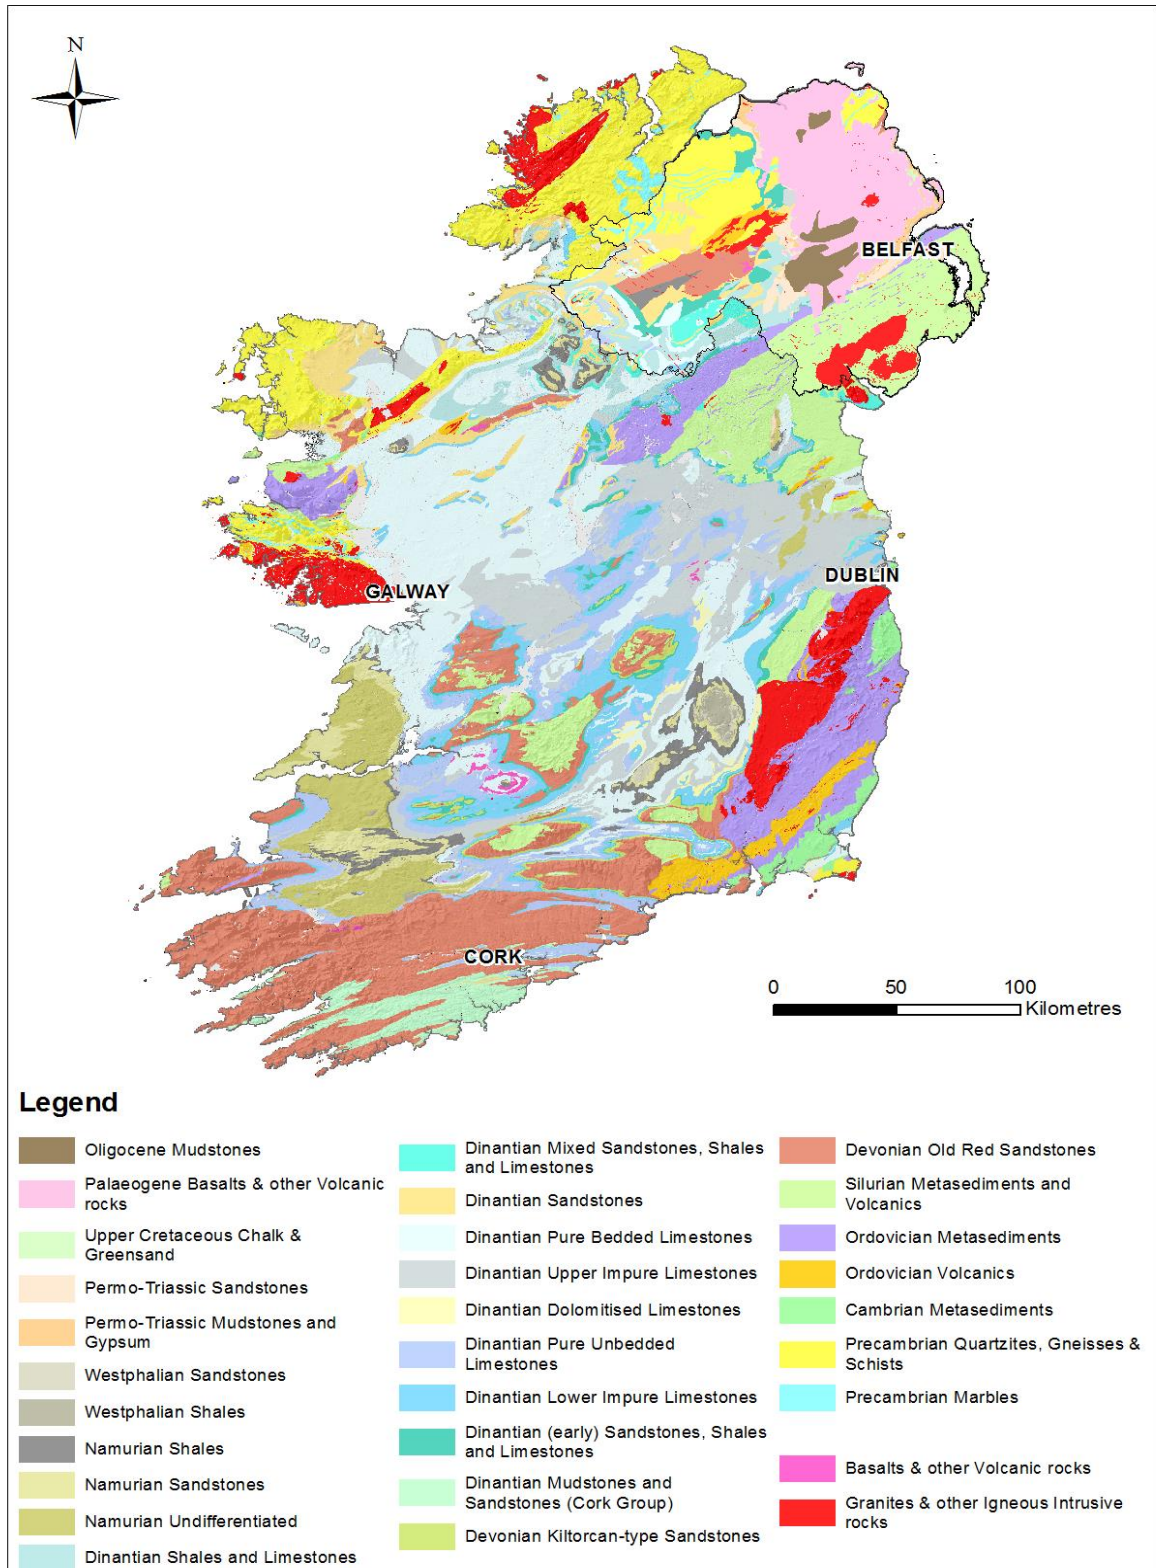 N
BELFAST
DUBLIN
GALWAY
CORK
0 50 100
Kilometres
Legend
Oligocene Mudstones
Palaeogene Basalts & other Volcanic
rocks
Upper Cretaceous Chalk &
Greensand
Permo-Triassic Sandstones
Permo-Triassic Mudstones and
Gypsum
Westphalian Sandstones
Westphalian Shales
Namurian Shales
Namurian Sandstones
Namurian Undifferentiated
Dinantian Shales and Limestones
Dinantian Mixed Sandstones, Shales
and Limestones
Dinantian Sandstones
Dinantian Pure Bedded Limestones
Dinantian Upper Impure Limestones
Dinantian Dolomitised Limestones
Dinantian Pure Unbedded
Limestones
Dinantian Lower Impure Limestones
Dinantian (early) Sandstones, Shales
and Limestones
Dinantian Mudstones and
Sandstones (Cork Group)
Devonian Kiltorcan-type Sandstones
Devonian Old Red Sandstones
Silurian Metasediments and
Volcanics
Ordovician Metasediments
Ordovician Volcanics
Cambrian Metasediments
Precambrian Quartzites, Gneisses &
Schists
Precambrian Marbles
Basalts & other Volcanic rocks
Granites & other Igneous Intrusive
rocks